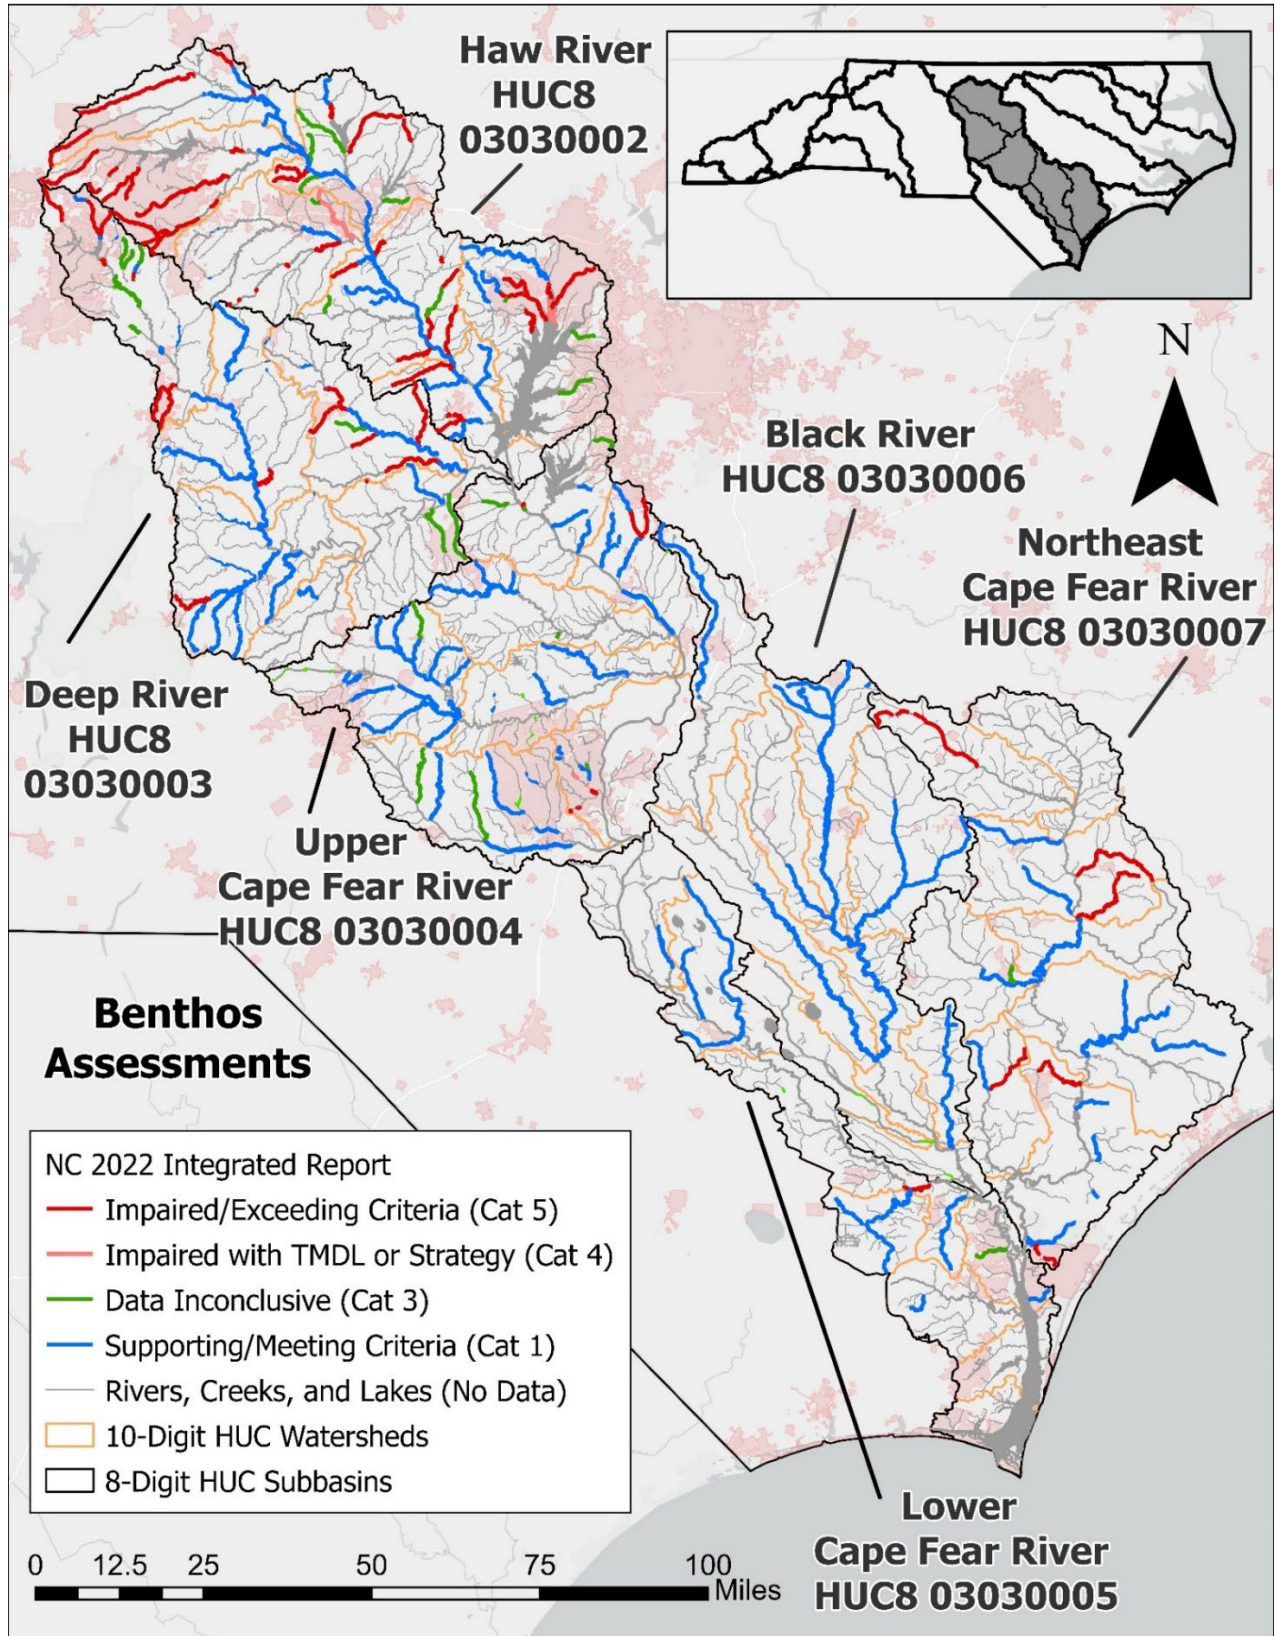 Haw River
HUC8
03030002
N
Black River
HUC8 03030006
Northeast
Cape Fear River
HUC8 03030007
Deep River
HUC8
03030003
Upper
Cape Fear River
HUC8 03030004
Benthos
Assessments
NC 2022 Integrated Report
Impaired/Exceeding Criteria (Cat 5)
Impaired with TMDL or Strategy (Cat 4)
Data Inconclusive (Cat 3)
Supporting/Meeting Criteria (Cat 1)
Rivers, Creeks, and Lakes (No Data)
10-Digit HUC Watersheds
8-Digit HUC Subbasins
Lower
Cape Fear River
HUC8 03030005
0 12.5 25 50 75 100
Miles